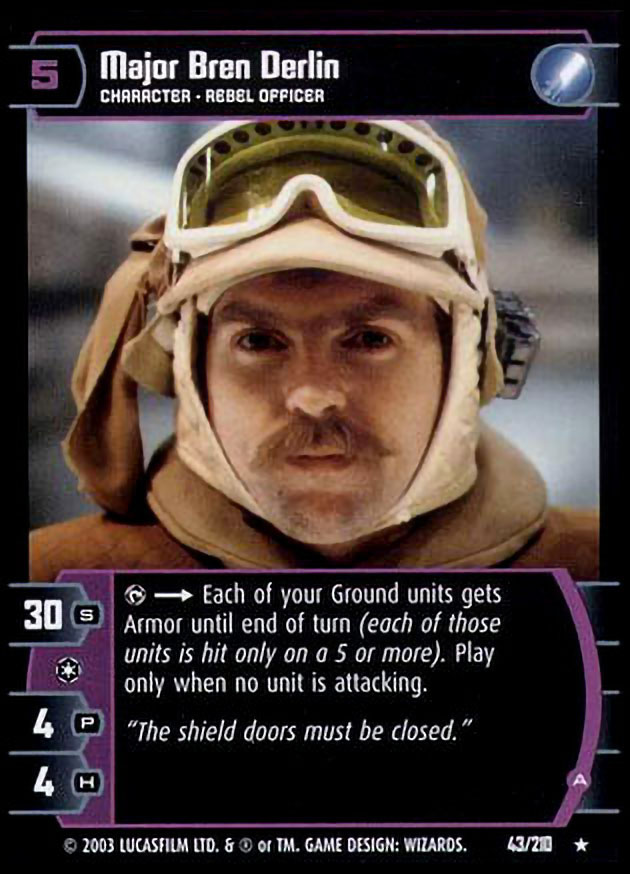 5
Major Bren Derlin
CHARACTER • REBEL OFFICER
30 S
4 P
4 H
→ Each of your Ground units gets
Armor until end of turn (each of those
units is hit only on a 5 or more). Play
only when no unit is attacking.
“The shield doors must be closed.”
A
© 2003 LUCASFILM LTD. & ® or TM. GAME DESIGN: WIZARDS. 43/210 ★